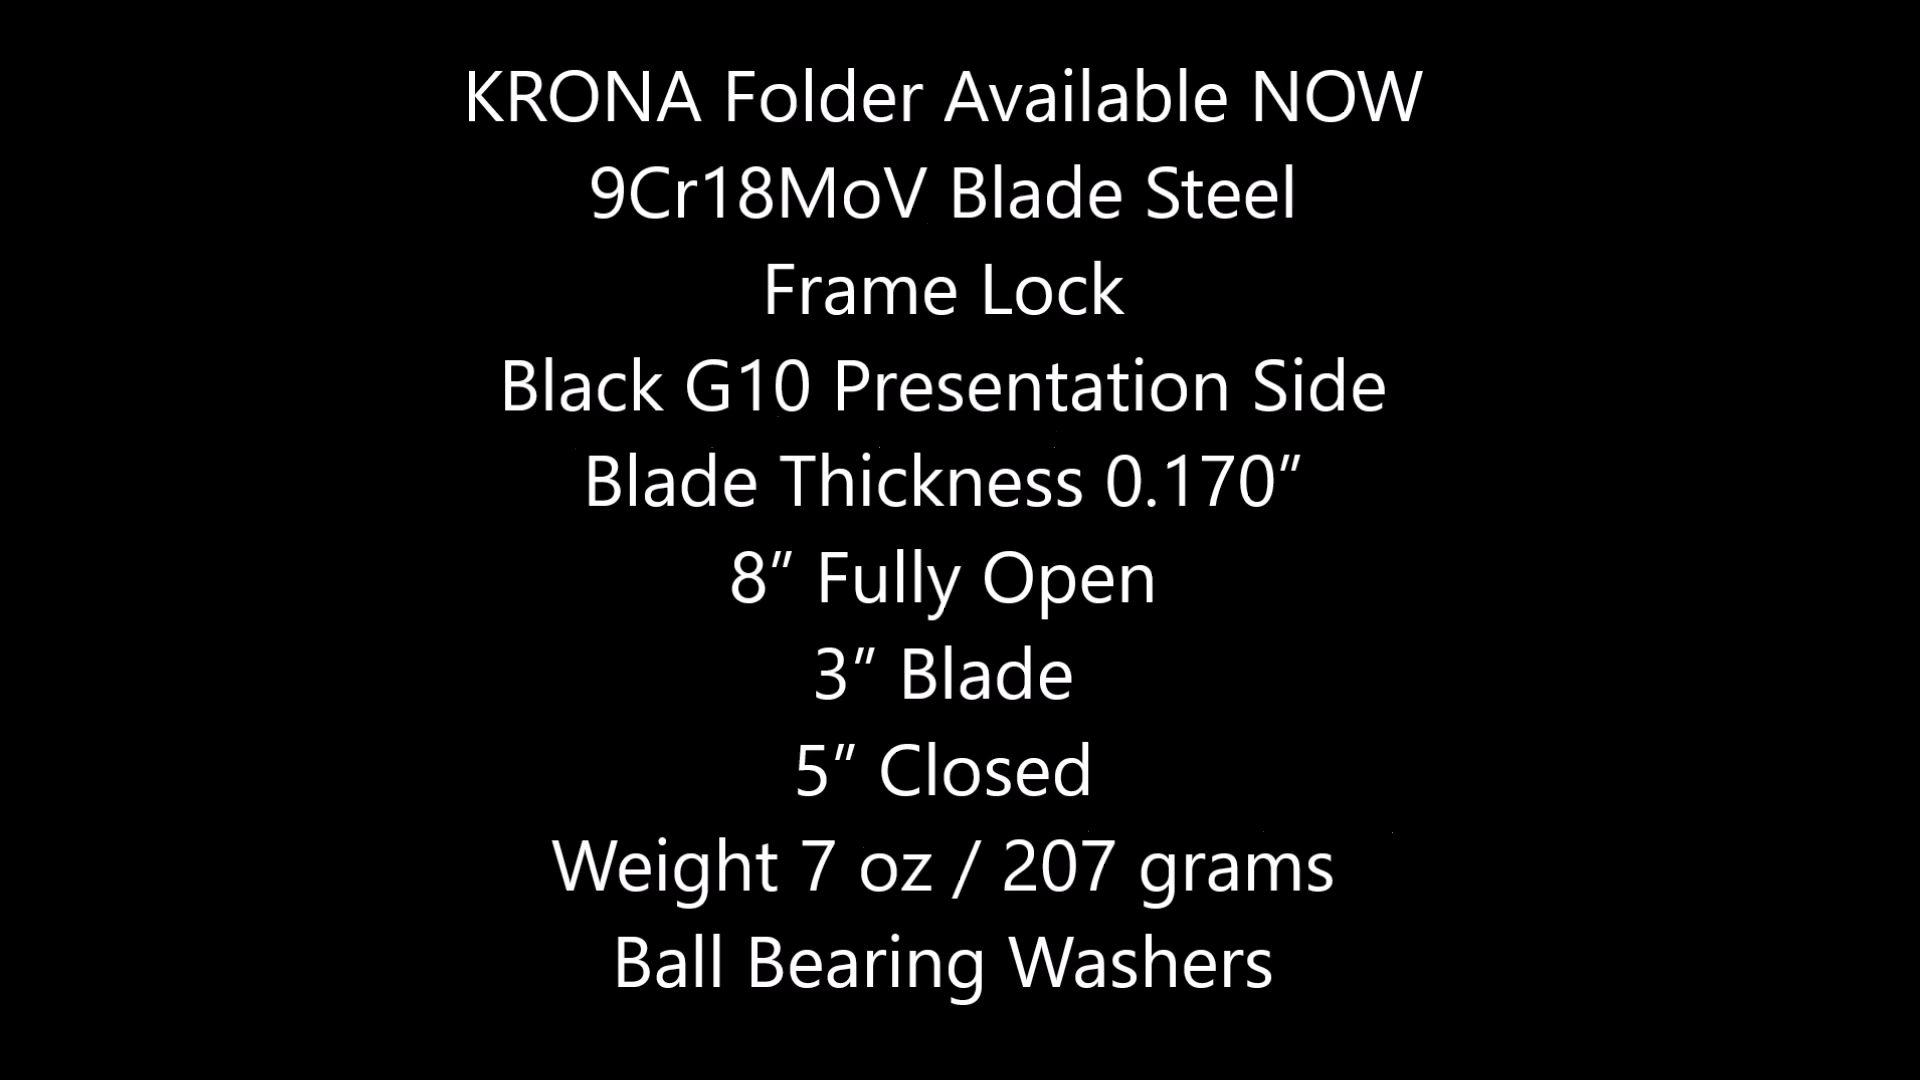 KRONA Folder Available NOW
9Cr18MoV Blade Steel
Frame Lock
Black G10 Presentation Side
Blade Thickness 0.170”
8” Fully Open
3” Blade
5” Closed
Weight 7 oz / 207 grams
Ball Bearing Washers